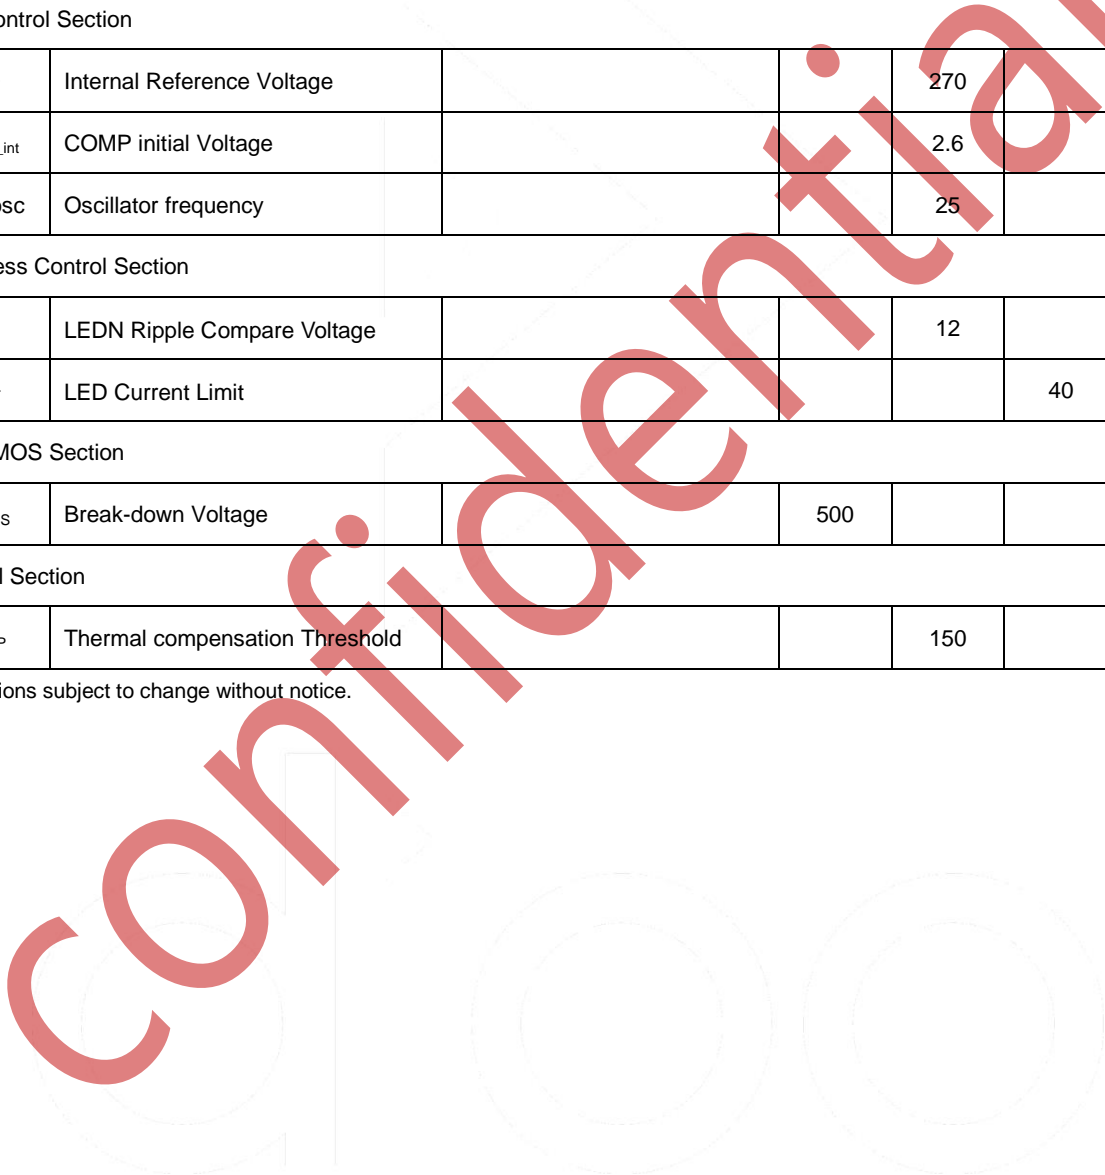 ontrol Section
Internal Reference Voltage 270
_int COMP initial Voltage 2.6
osc Oscillator frequency 25
ess Control Section
LEDN Ripple Compare Voltage 12
LED Current Limit 40
MOS Section
S Break-down Voltage 500
l Section
P Thermal compensation Threshold 150
ions subject to change without notice.
confidential